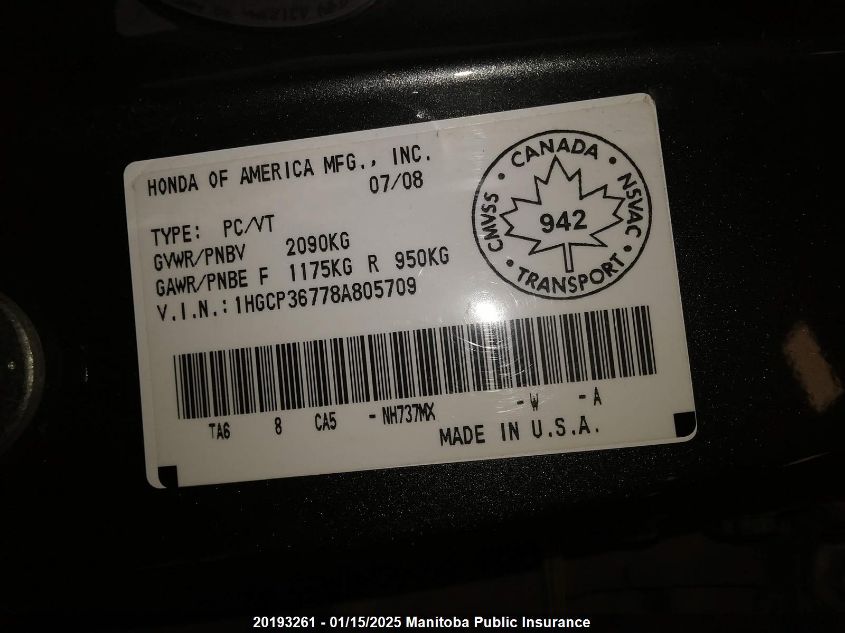 HONDA OF AMERICA MFG., INC.
07/08
TYPE: PC/VT
GVWR/PNBV 2090KG
GAWR/PNBE F 1175KG R 950KG
V.I.N.: 1HGCP36778A805709
CANADA
CMVSS
942
NSVAC
TRANSPORT
TA6 8 CA5 -NH737MX -W -A
MADE IN U.S.A.
20193261 - 01/15/2025 Manitoba Public Insurance